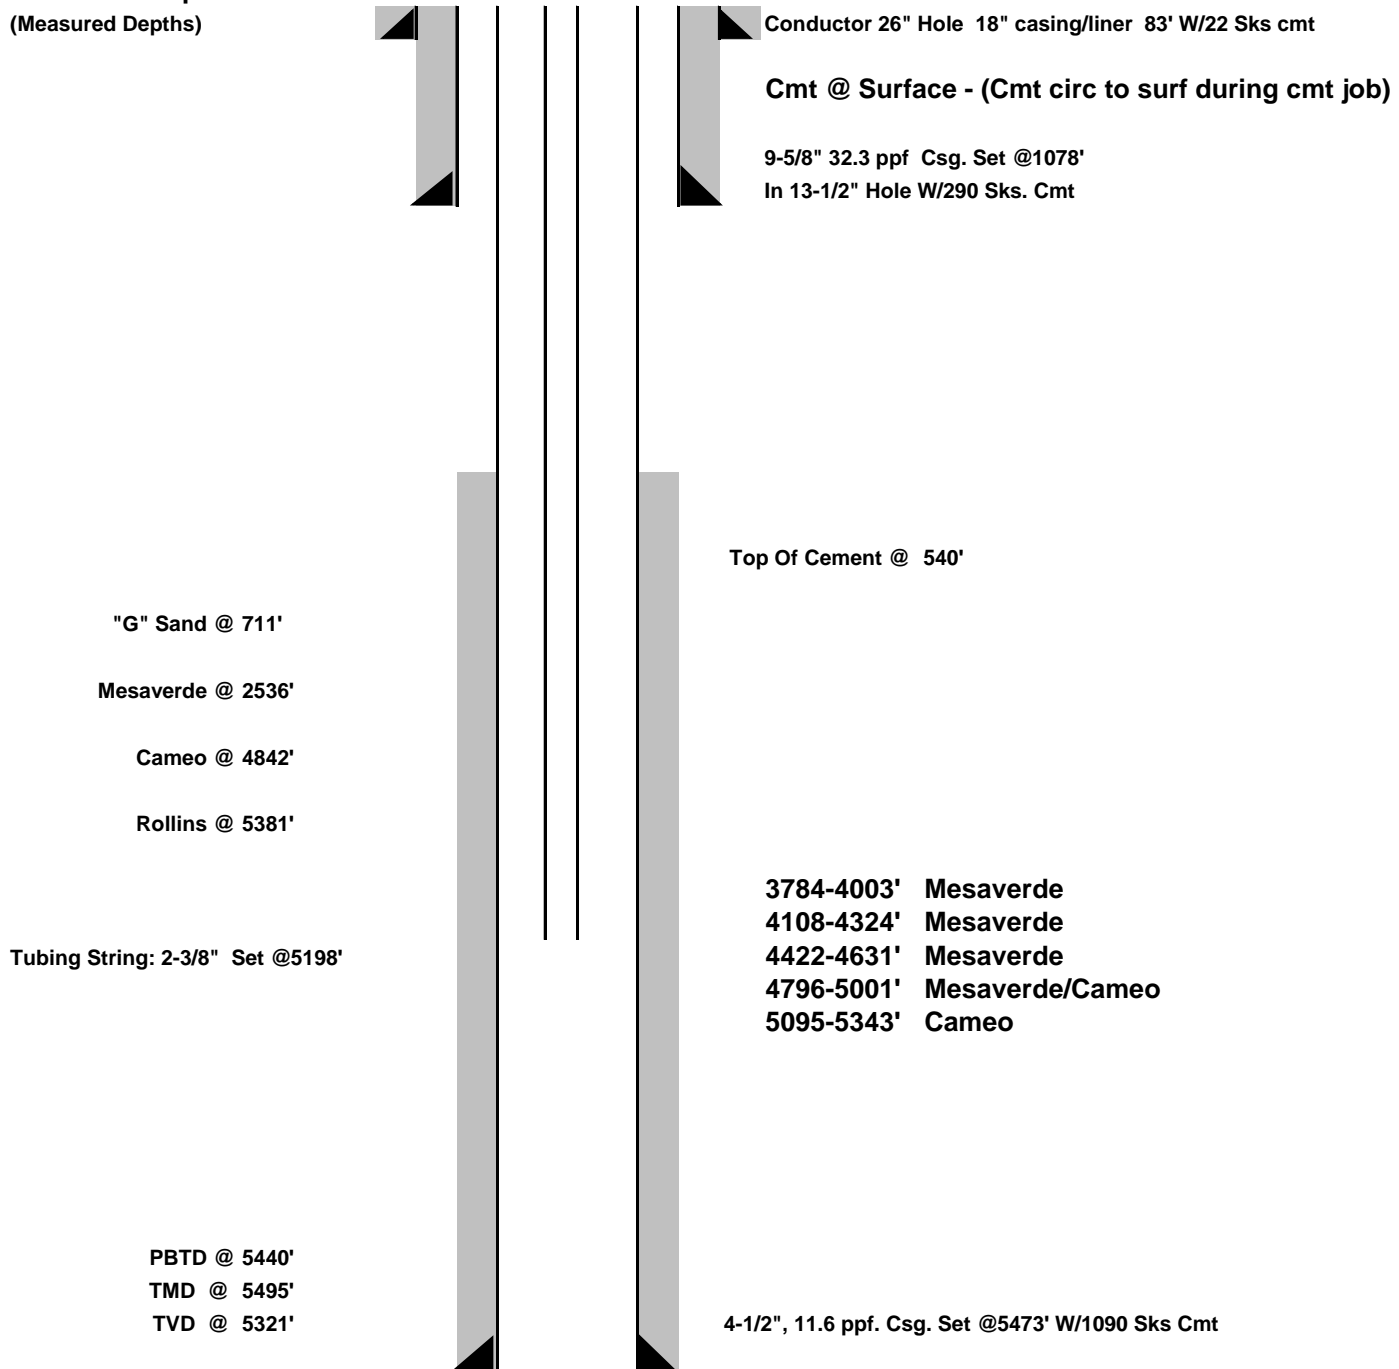 (Measured Depths)
Conductor 26" Hole 18" casing/liner 83' W/22 Sks cmt
Cmt @ Surface - (Cmt circ to surf during cmt job)
9-5/8" 32.3 ppf Csg. Set @1078'
In 13-1/2" Hole W/290 Sks. Cmt
Top Of Cement @ 540'
"G" Sand @ 711'
Mesaverde @ 2536'
Cameo @ 4842'
Rollins @ 5381'
3784-4003' Mesaverde
4108-4324' Mesaverde
4422-4631' Mesaverde
4796-5001' Mesaverde/Cameo
5095-5343' Cameo
Tubing String: 2-3/8" Set @5198'
PBTD @ 5440'
TMD @ 5495'
TVD @ 5321'
4-1/2", 11.6 ppf. Csg. Set @5473' W/1090 Sks Cmt